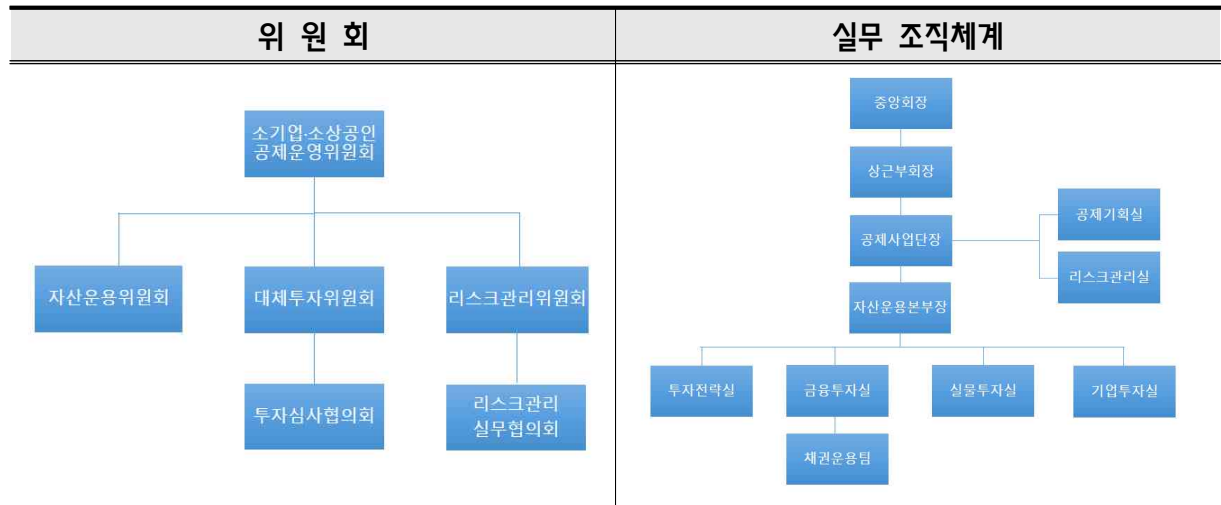 위 원 회
실무 조직체계
소기업·소상공인
공제운영위원회
자산운용위원회
대체투자위원회
리스크관리위원회
투자심사협의회
리스크관리
실무협의회
중앙회장
상근부회장
공제사업단장
공제기획실
리스크관리실
자산운용본부장
투자전략실
금융투자실
실물투자실
기업투자실
채권운용팀